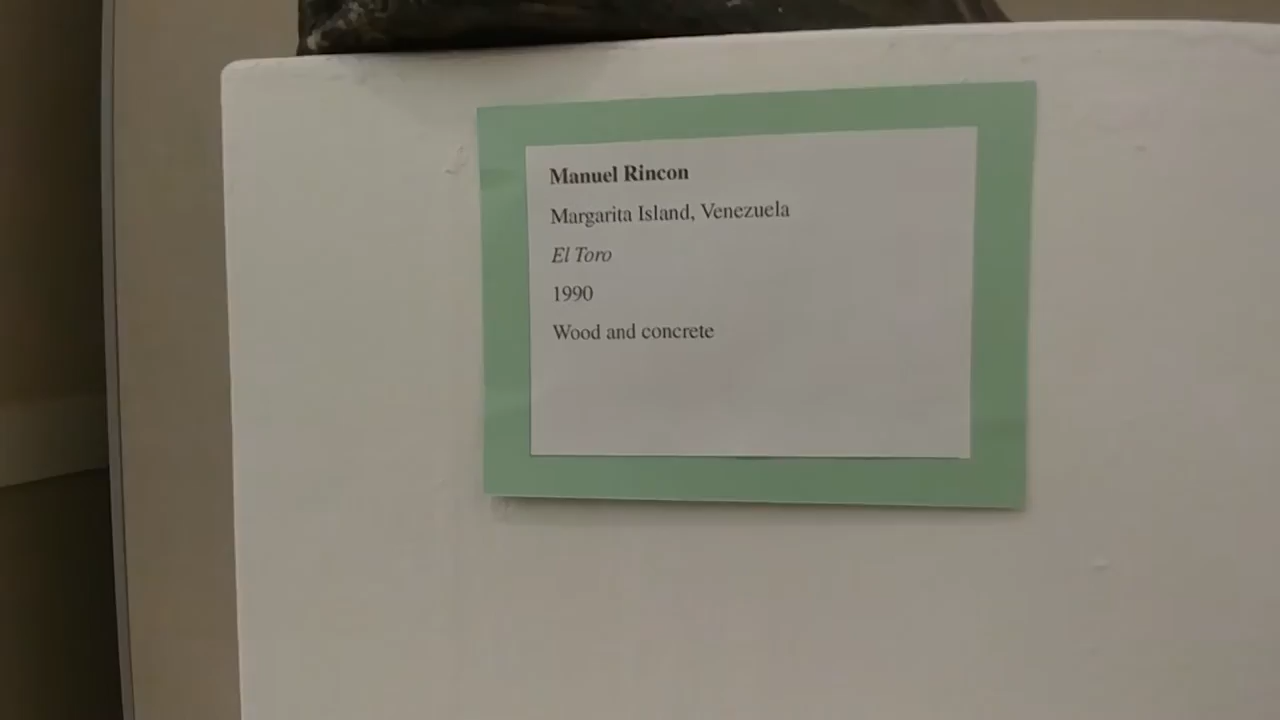 Manuel Rincon
Margarita Island, Venezuela
El Toro
1990
Wood and concrete